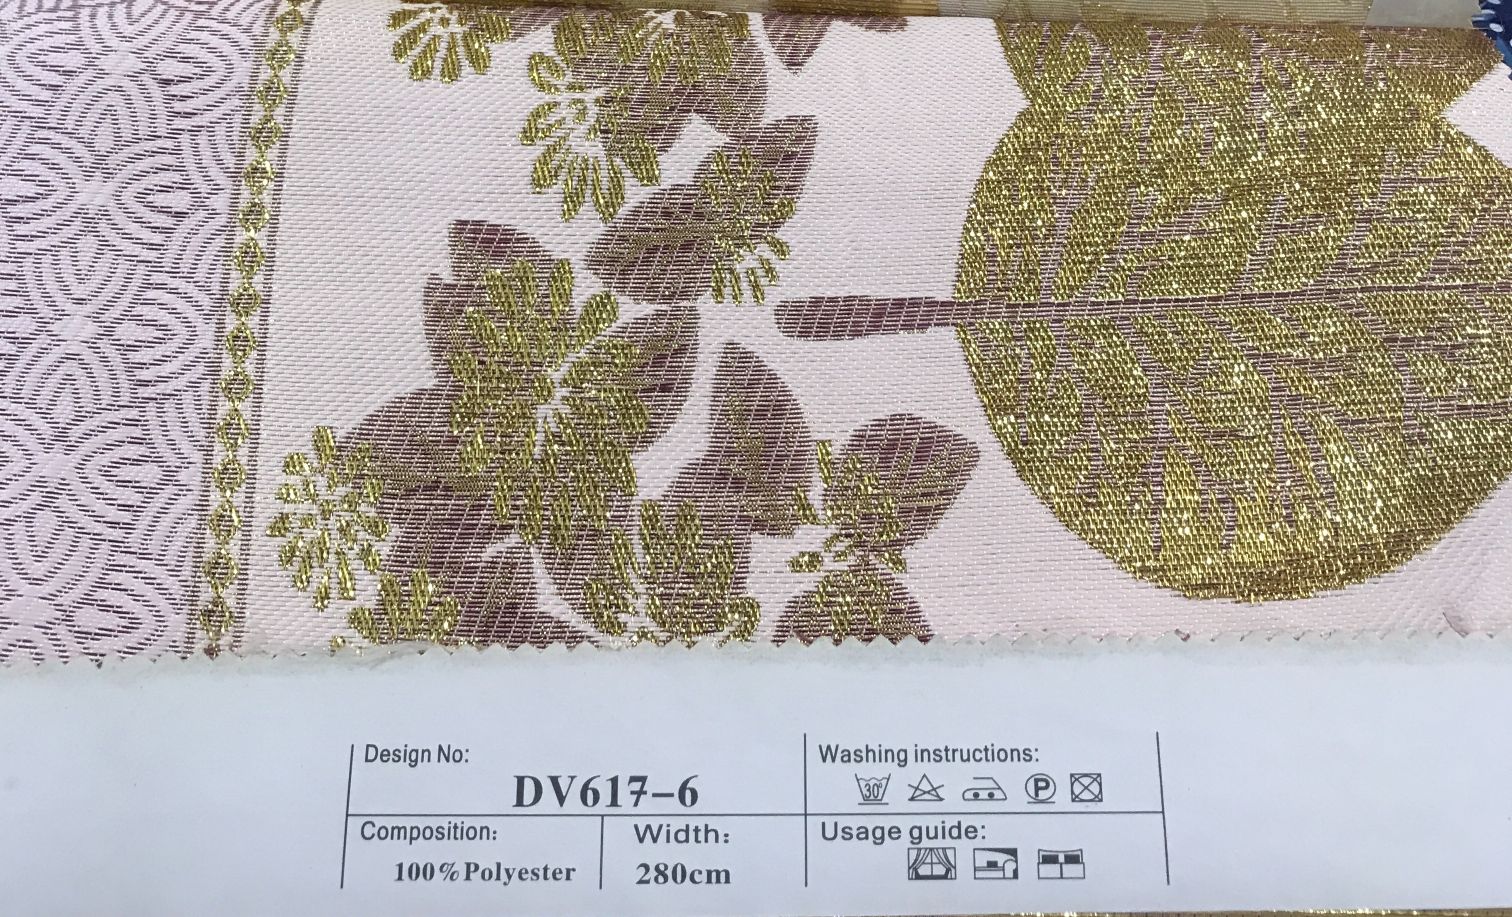 Design No:
DV617-6
Washing instructions:
30°
P
Composition:
100%Polyester
Width:
280cm
Usage guide: